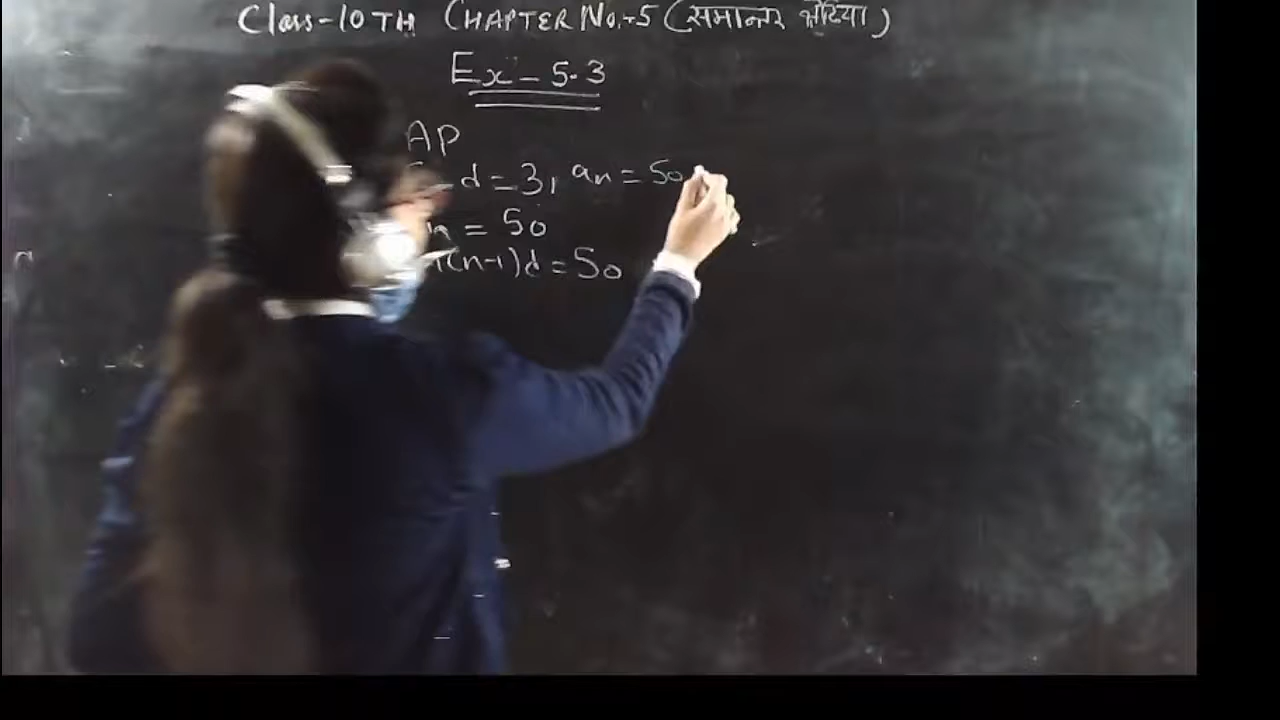 Class-10TH CHAPTER No.-5 (समान्तर श्रेढियां)
Ex-5.3
AP
d=3, an=50
= 50
(n-1)d=50